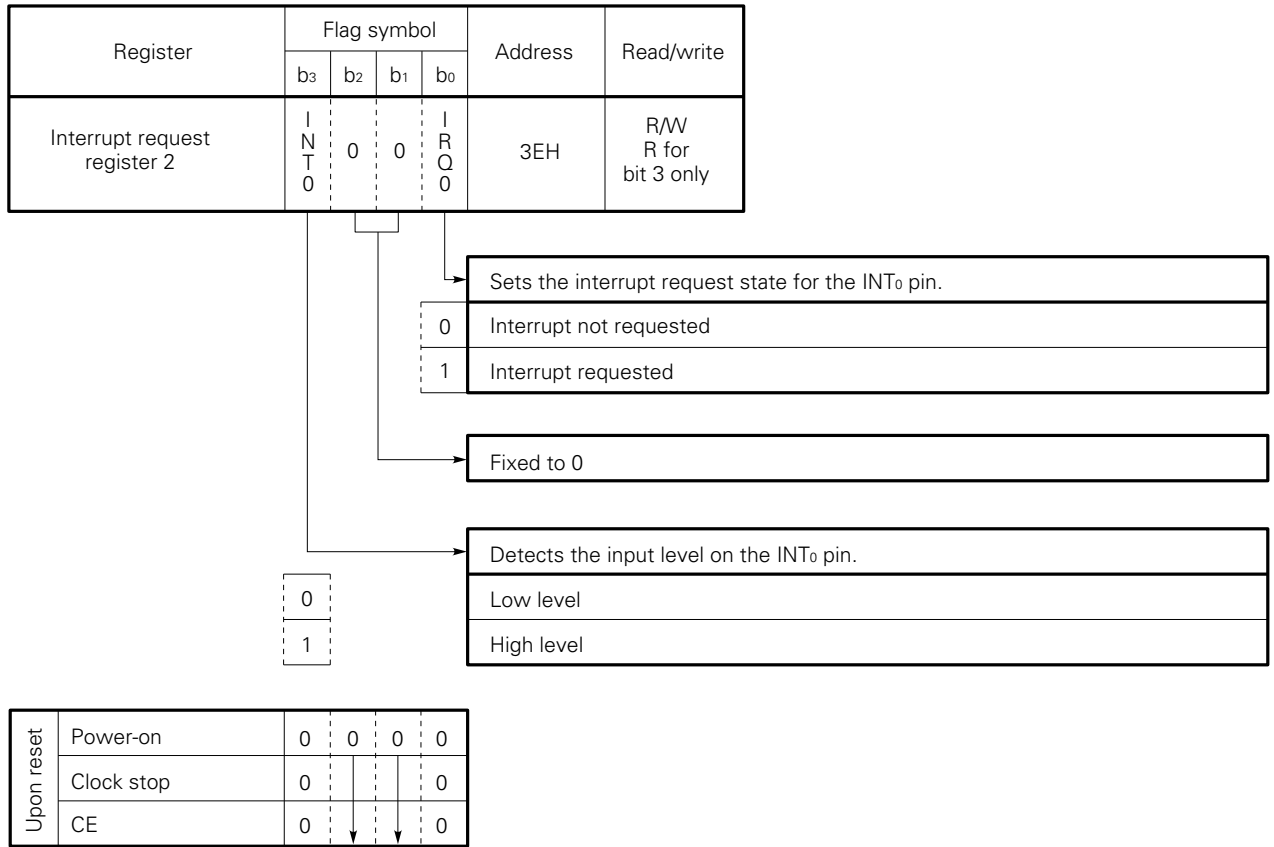 Register
Flag symbol
Address
Read/write
b3
b2
b1
b0
Interrupt request
register 2
INT0
0
0
IRQ0
3EH
R/W
R for
bit 3 only
Sets the interrupt request state for the INT0 pin.
0 Interrupt not requested
1 Interrupt requested
Fixed to 0
Detects the input level on the INT0 pin.
0 Low level
1 High level
Upon reset
Power-on 0 0 0 0
Clock stop 0 0
CE 0 0